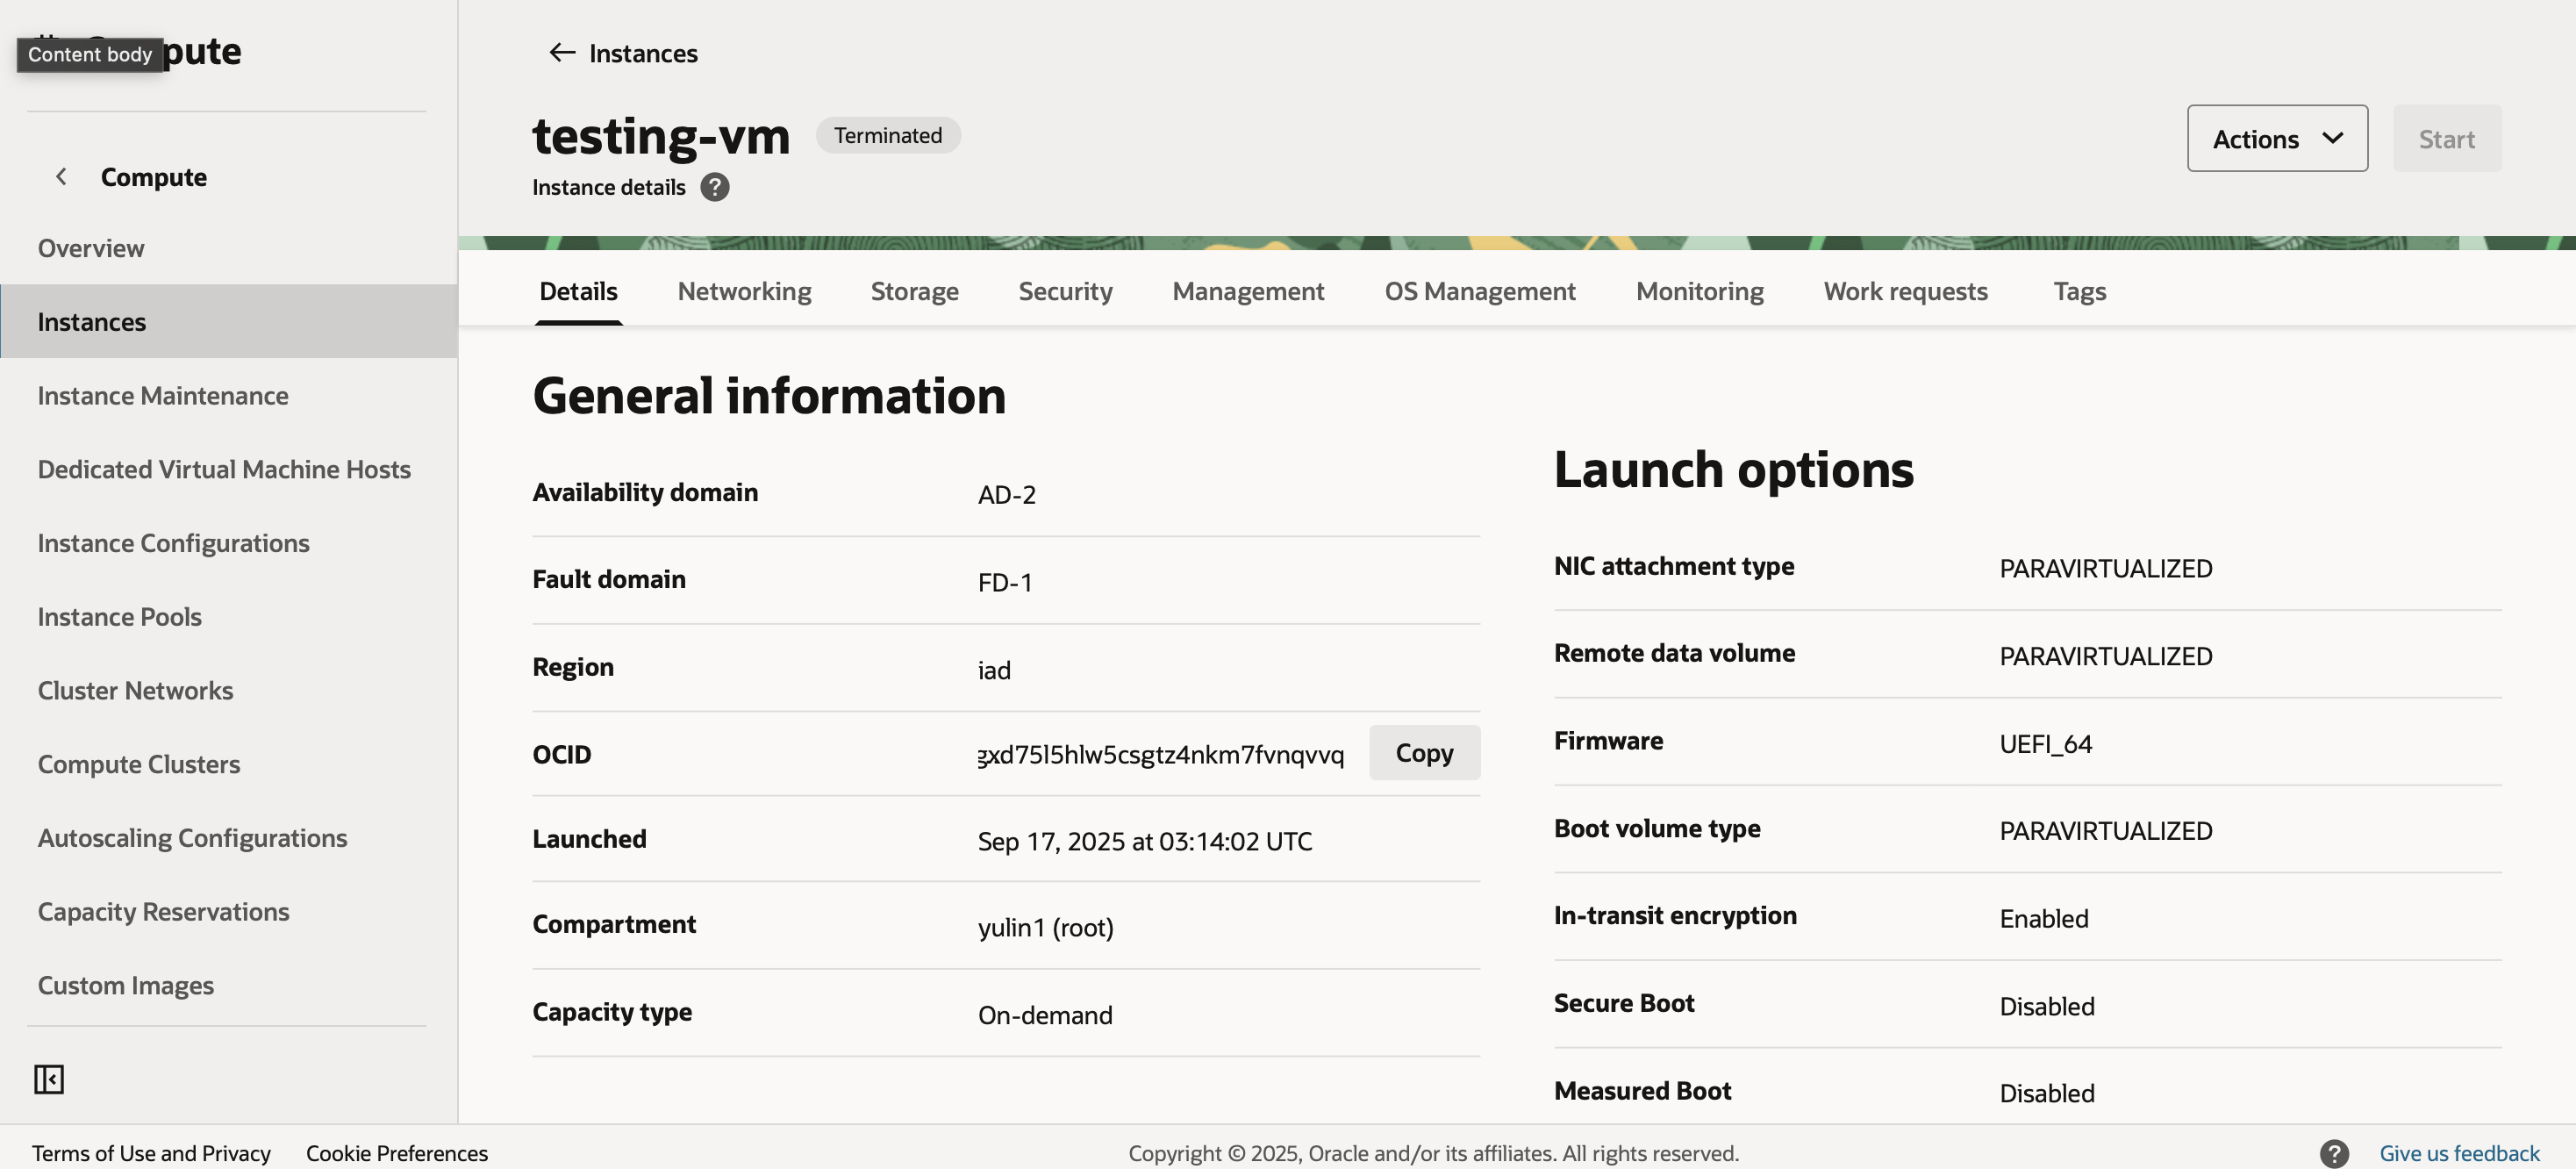 Content body
pute
Compute
Overview
Instances
Instance Maintenance
Dedicated Virtual Machine Hosts
Instance Configurations
Instance Pools
Cluster Networks
Compute Clusters
Autoscaling Configurations
Capacity Reservations
Custom Images
← Instances
testing-vm Terminated
Instance details ?
Actions Start
Details Networking Storage Security Management OS Management Monitoring Work requests Tags
General information
Availability domain AD-2
Fault domain FD-1
Region iad
OCID gxd75l5hlw5csgtz4nkm7fvnqvvq Copy
Launched Sep 17, 2025 at 03:14:02 UTC
Compartment yulin1 (root)
Capacity type On-demand
Launch options
NIC attachment type PARAVIRTUALIZED
Remote data volume PARAVIRTUALIZED
Firmware UEFI_64
Boot volume type PARAVIRTUALIZED
In-transit encryption Enabled
Secure Boot Disabled
Measured Boot Disabled
Terms of Use and Privacy Cookie Preferences Copyright © 2025, Oracle and/or its affiliates. All rights reserved. ? Give us feedback